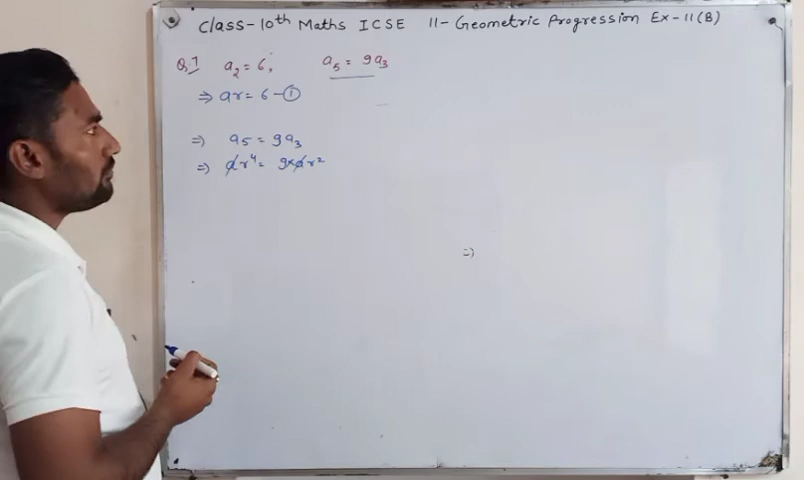 Class-10th Maths ICSE 11-Geometric Progression Ex-11(B)
Q.7 a₂ = 6, a₅ = 9a₃
⇒ ar = 6 —①
⇒ a₅ = 9a₃
⇒ ar⁴ = 9×ar²
⇒